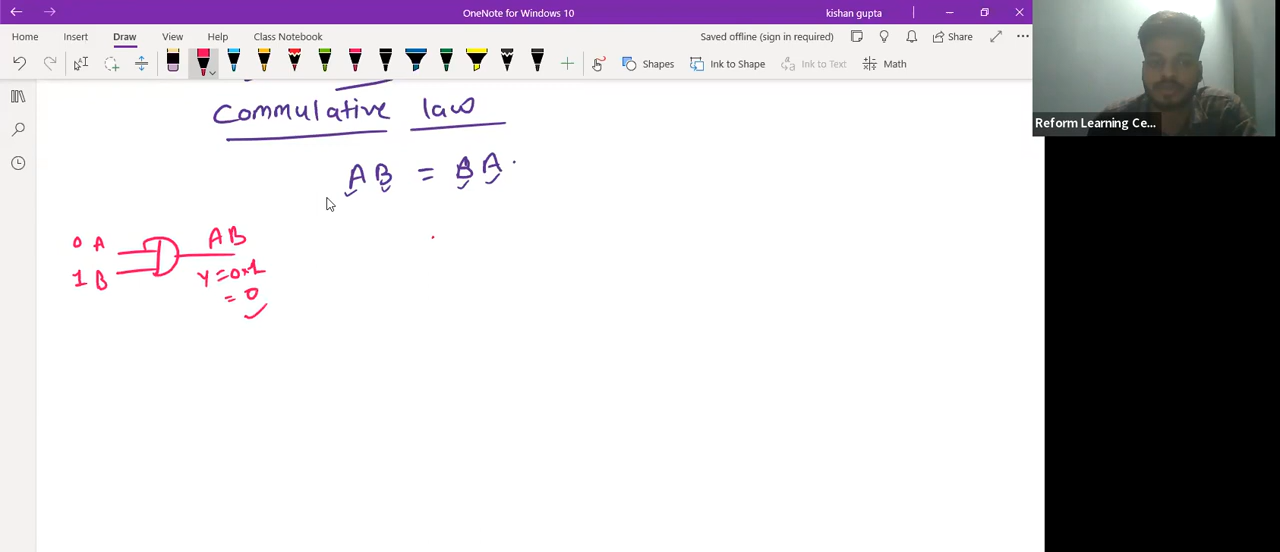 OneNote for Windows 10
kishan gupta
Home Insert Draw View Help Class Notebook
Saved offline (sign in required)
Share
Shapes Ink to Shape Ink to Text Math
Reform Learning Ce...
Commulative law
AB = BA.
0 A
1 B
AB
Y = 0×1
= 0